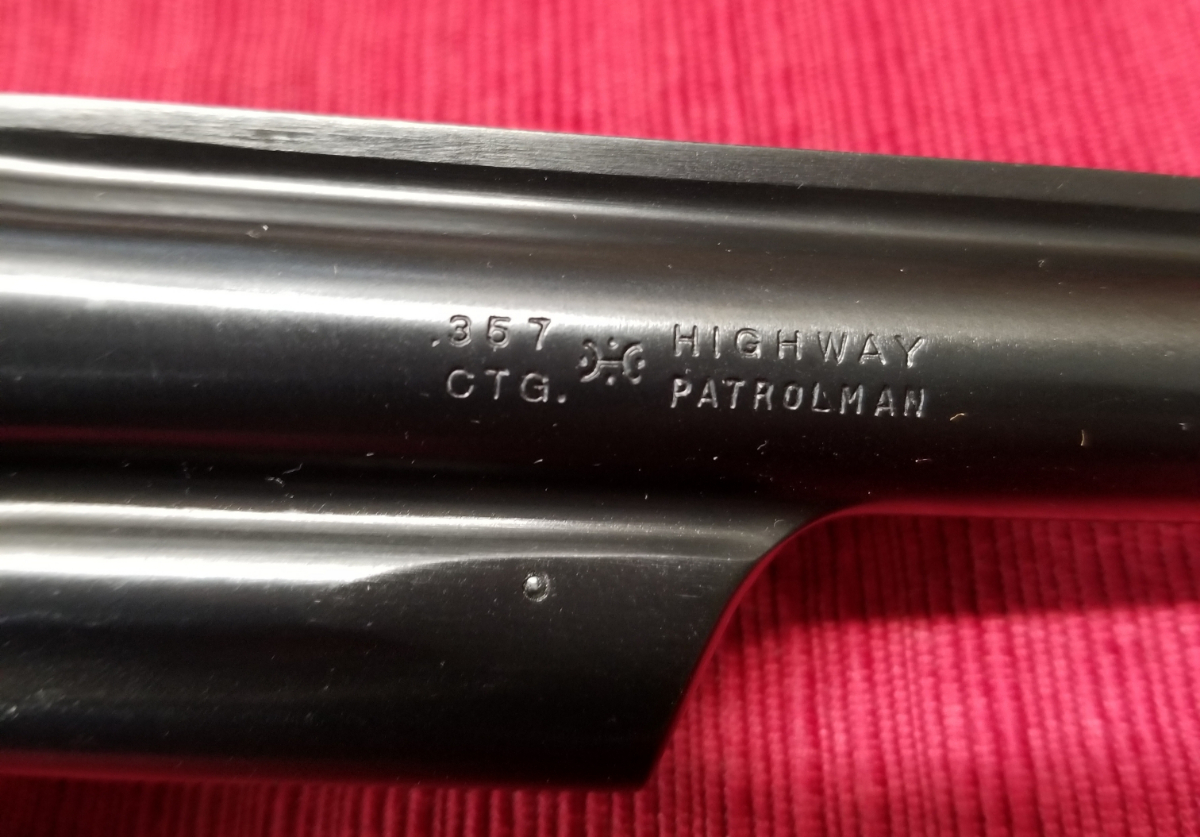 .357
CTG.
HIGHWAY
PATROLMAN